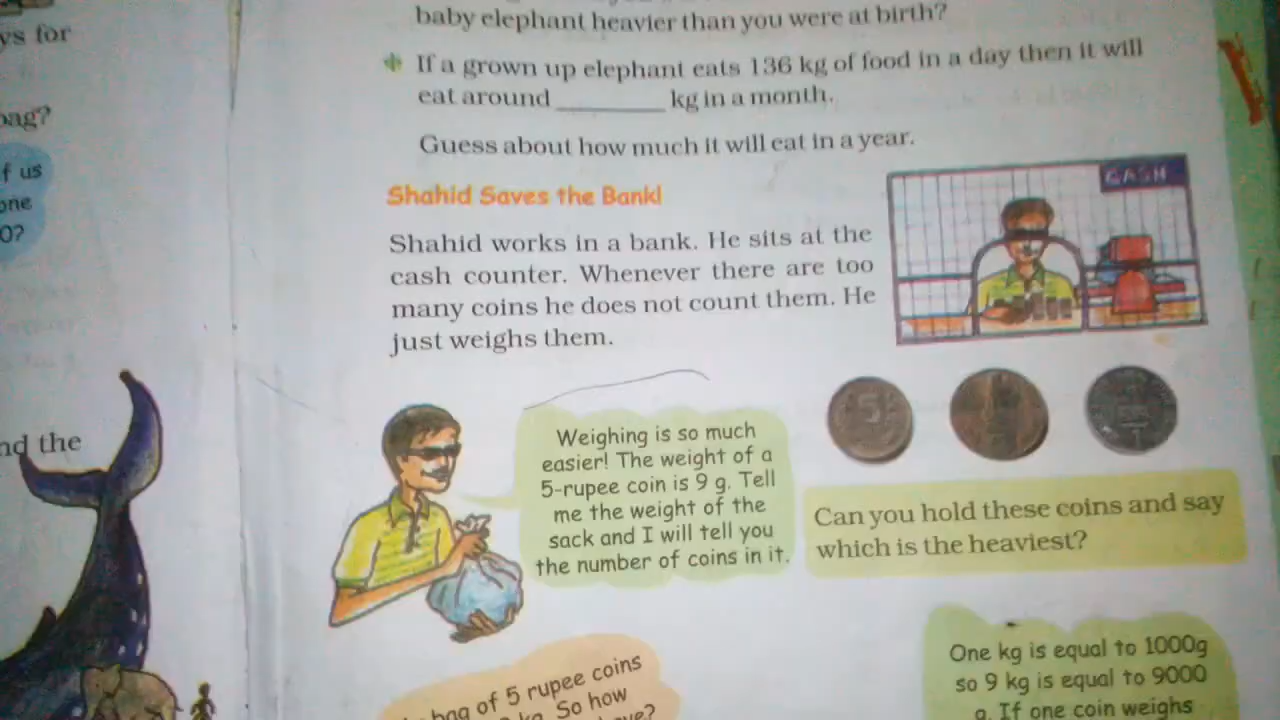 ys for
bag?
f us
one
0?
nd the
baby elephant heavier than you were at birth?
If a grown up elephant eats 136 kg of food in a day then it will
eat around ________ kg in a month.
Guess about how much it will eat in a year.
Shahid Saves the Bank!
Shahid works in a bank. He sits at the
cash counter. Whenever there are too
many coins he does not count them. He
just weighs them.
CASH
5
Weighing is so much
easier! The weight of a
5-rupee coin is 9 g. Tell
me the weight of the
sack and I will tell you
the number of coins in it.
Can you hold these coins and say
which is the heaviest?
bag of 5 rupee coins
kg. So how
One kg is equal to 1000g
so 9 kg is equal to 9000
g. If one coin weighs